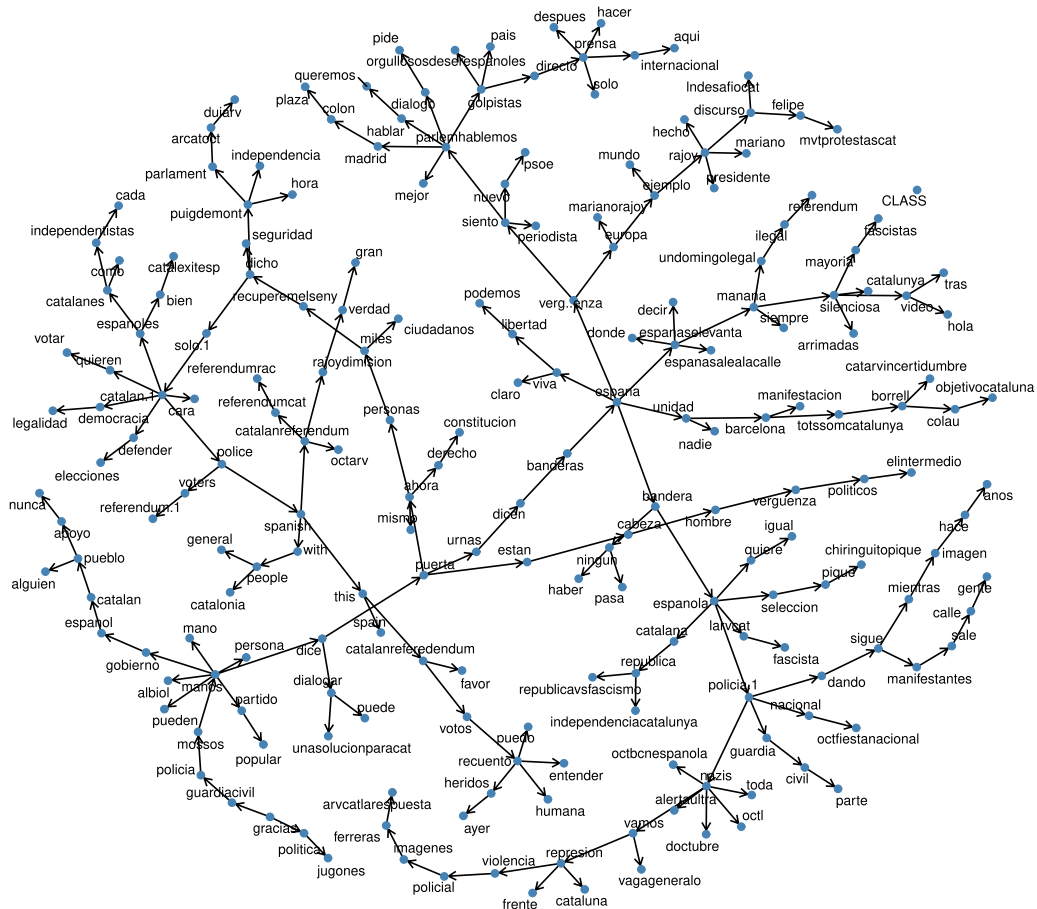 despues
hacer
pide
pais
prensa
aqui
orgullososdeserespanoles
directo
internacional
queremos
solo
lndesafiocat
plaza
colon
dialogo
golpistas
discurso
felipe
dujarv
hablar
parlemhablemos
hecho
mvtprotestascat
arcatoct
madrid
independencia
psoe
mundo
rajoy
mariano
parlament
mejor
nuevo
ejemplo
presidente
hora
cada
puigdemont
siento
marianorajoy
referendum
CLASS
independentistas
seguridad
periodista
europa
ilegal
fascistas
como
catalexitesp
dicho
gran
undomingolegal
mayoria
catalanes
bien
recuperemelseny
podemos
verg..enza
decir
manana
silenciosa
catalunya
tras
espanoles
verdad
ciudadanos
libertad
donde
espanaselevanta
siempre
video
hola
votar
solo.1
miles
espanasalealacalle
arrimadas
quieren
referendumrac
rajoydimision
viva
catarvincertidumbre
catalan.1
cara
claro
espana
unidad
manifestacion
borrell
objetivocataluna
legalidad
democracia
referendumcat
personas
barcelona
totssomcatalunya
colau
defender
catalanreferendum
constitucion
nadie
elecciones
police
octarv
derecho
banderas
elintermedio
nunca
voters
ahora
bandera
verguenza
politicos
anos
referendum.1
spanish
mismo
dicen
cabeza
hombre
hace
apoyo
general
with
urnas
estan
ningun
igual
chiringuitopique
imagen
alguien
pueblo
people
puerta
haber
pasa
quiere
pique
gente
catalan
catalonia
this
espanola
seleccion
mientras
calle
espanol
mano
spain
catalana
larvcat
sigue
sale
gobierno
persona
dice
catalanreferedendum
republica
fascista
manifestantes
albiol
manos
partido
dialogar
favor
republicavsfascismo
policia.1
dando
pueden
puede
independenciacatalunya
nacional
mossos
popular
unasolucionparacat
votos
puedo
guardia
octfiestanacional
policia
recuento
entender
octbcnespanola
nazis
toda
civil
guardiacivil
arvcatlarespuesta
heridos
humana
alertaultra
octl
parte
gracias
ferreras
ayer
vamos
doctubre
politica
imagenes
violencia
represion
jugones
policial
vagageneralo
frente
cataluna